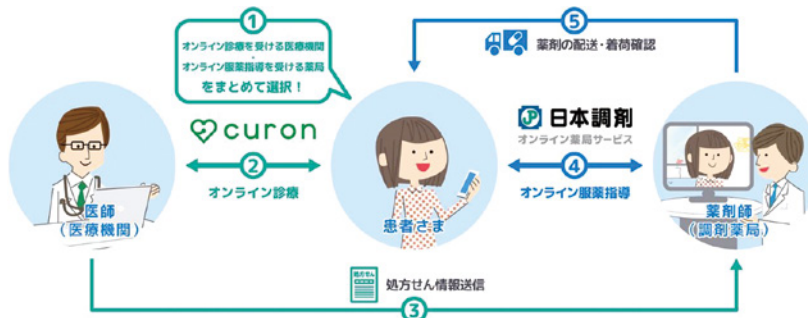 ①
オンライン診療を受ける医療機関
・
オンライン服薬指導を受ける薬局
をまとめて選択！
⑤
薬剤の配送・着荷確認
curon
②
オンライン診療
JP 日本調剤
オンライン薬局サービス
④
オンライン服薬指導
医師
（医療機関）
患者さま
薬剤師
（調剤薬局）
処方せん
処方せん情報送信
③